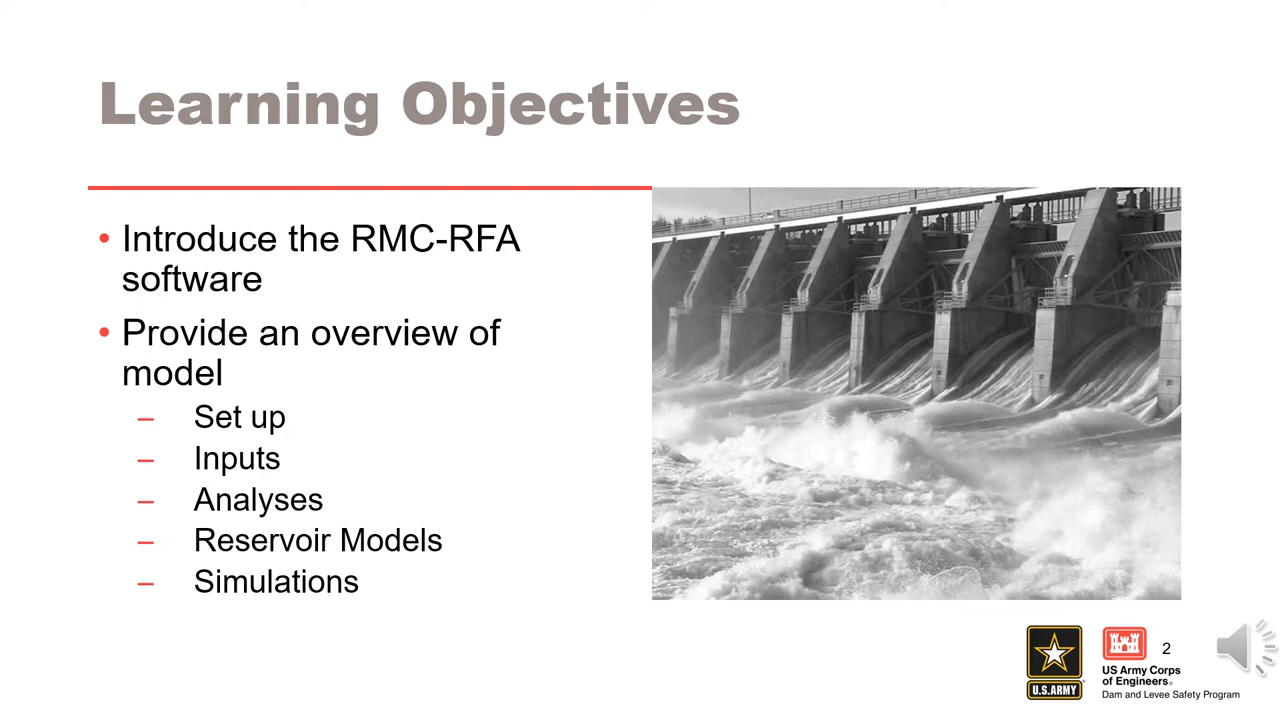 Learning Objectives
• Introduce the RMC-RFA
software
• Provide an overview of
model
– Set up
– Inputs
– Analyses
– Reservoir Models
– Simulations
U.S.ARMY
2
US Army Corps
of Engineers®
Dam and Levee Safety Program